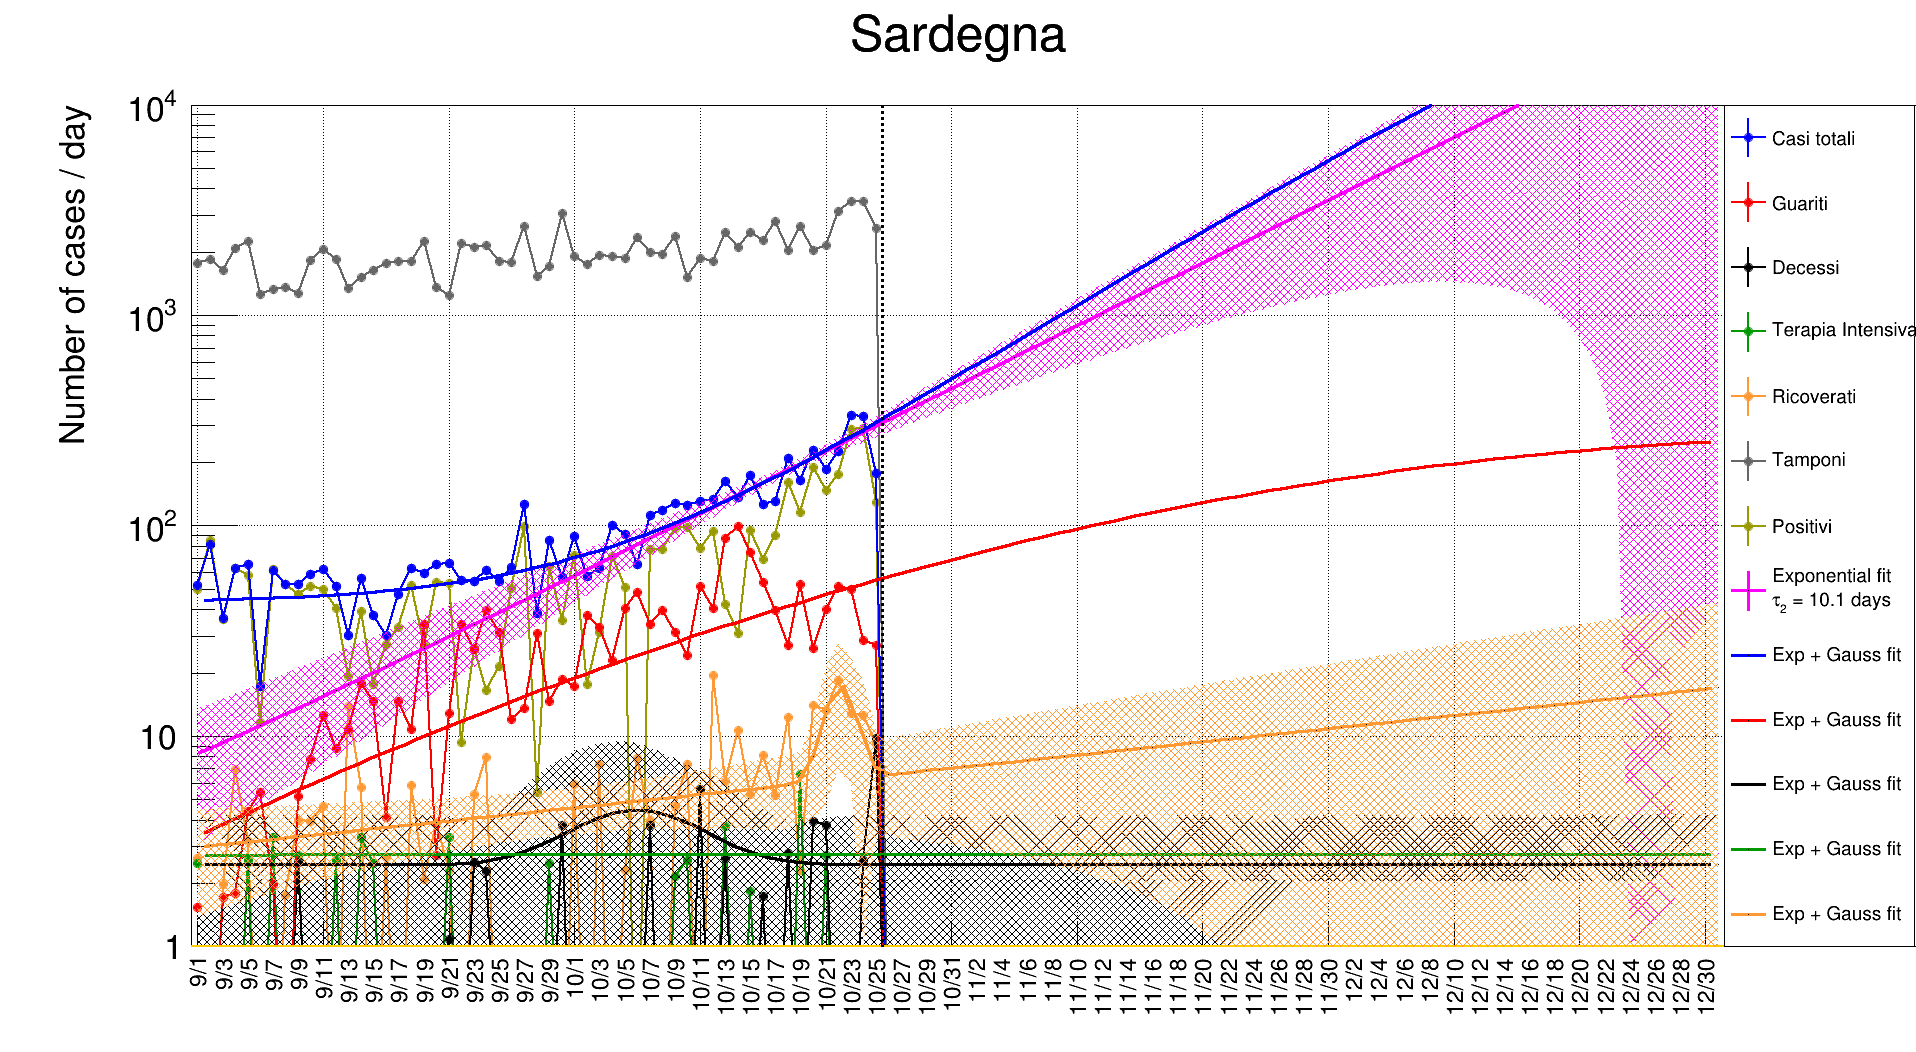 Sardegna
Number of cases / day
10⁴
10³
10²
10
1
9/1 9/3 9/5 9/7 9/9 9/11 9/13 9/15 9/17 9/19 9/21 9/23 9/25 9/27 9/29 10/1 10/3 10/5 10/7 10/9 10/11 10/13 10/15 10/17 10/19 10/21 10/23 10/25 10/27 10/29 10/31 11/2 11/4 11/6 11/8 11/10 11/12 11/14 11/16 11/18 11/20 11/22 11/24 11/26 11/28 11/30 12/2 12/4 12/6 12/8 12/10 12/12 12/14 12/16 12/18 12/20 12/22 12/24 12/26 12/28 12/30
Casi totali
Guariti
Decessi
Terapia Intensiva
Ricoverati
Tamponi
Positivi
Exponential fit
τ₂ = 10.1 days
Exp + Gauss fit
Exp + Gauss fit
Exp + Gauss fit
Exp + Gauss fit
Exp + Gauss fit